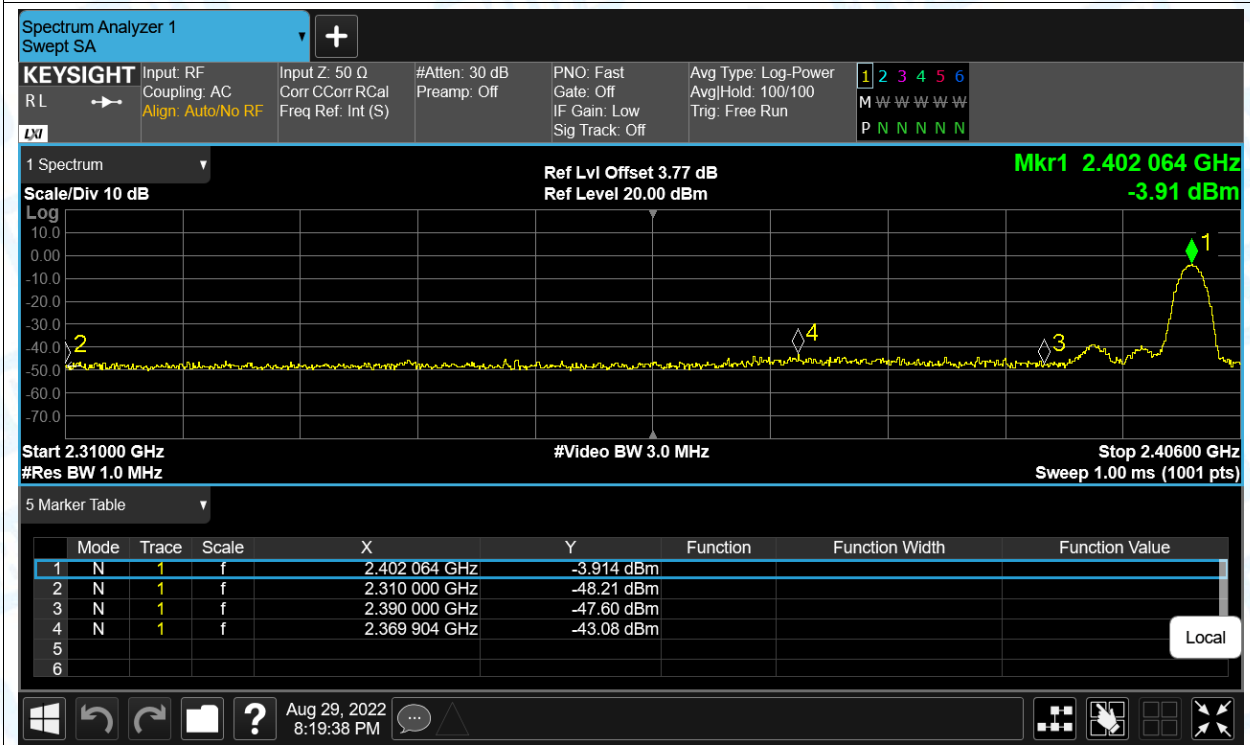 Spectrum Analyzer 1
Swept SA
+
KEYSIGHT
RL
LXI
Input: RF
Coupling: AC
Align: Auto/No RF
Input Z: 50 Ω
Corr CCorr RCal
Freq Ref: Int (S)
#Atten: 30 dB
Preamp: Off
PNO: Fast
Gate: Off
IF Gain: Low
Sig Track: Off
Avg Type: Log-Power
Avg|Hold: 100/100
Trig: Free Run
1 2 3 4 5 6
M W W W W W
P N N N N N
1 Spectrum
Scale/Div 10 dB
Ref Lvl Offset 3.77 dB
Ref Level 20.00 dBm
Mkr1 2.402 064 GHz
-3.91 dBm
Log
10.0
0.00
-10.0
-20.0
-30.0
-40.0
-50.0
-60.0
-70.0
1
2
4
3
Start 2.31000 GHz
#Video BW 3.0 MHz
Stop 2.40600 GHz
#Res BW 1.0 MHz
Sweep 1.00 ms (1001 pts)
5 Marker Table
Mode Trace Scale X Y Function Function Width Function Value
1 N 1 f 2.402 064 GHz -3.914 dBm
2 N 1 f 2.310 000 GHz -48.21 dBm
3 N 1 f 2.390 000 GHz -47.60 dBm
4 N 1 f 2.369 904 GHz -43.08 dBm
5
6
Local
?
Aug 29, 2022
8:19:38 PM